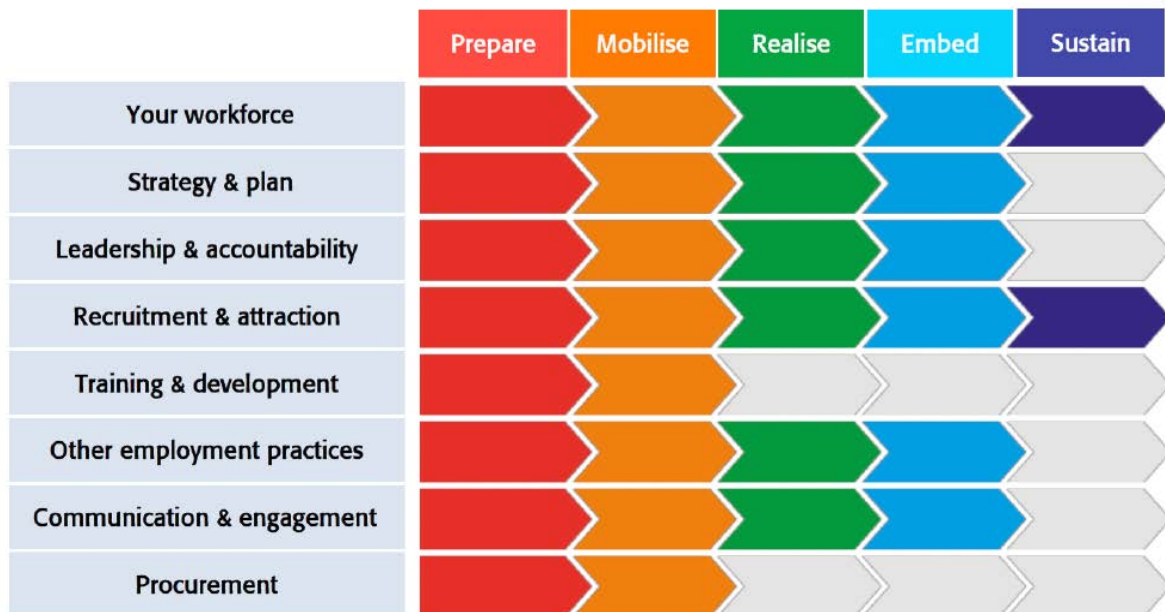 Prepare Mobilise Realise Embed Sustain
Your workforce
Strategy & plan
Leadership & accountability
Recruitment & attraction
Training & development
Other employment practices
Communication & engagement
Procurement